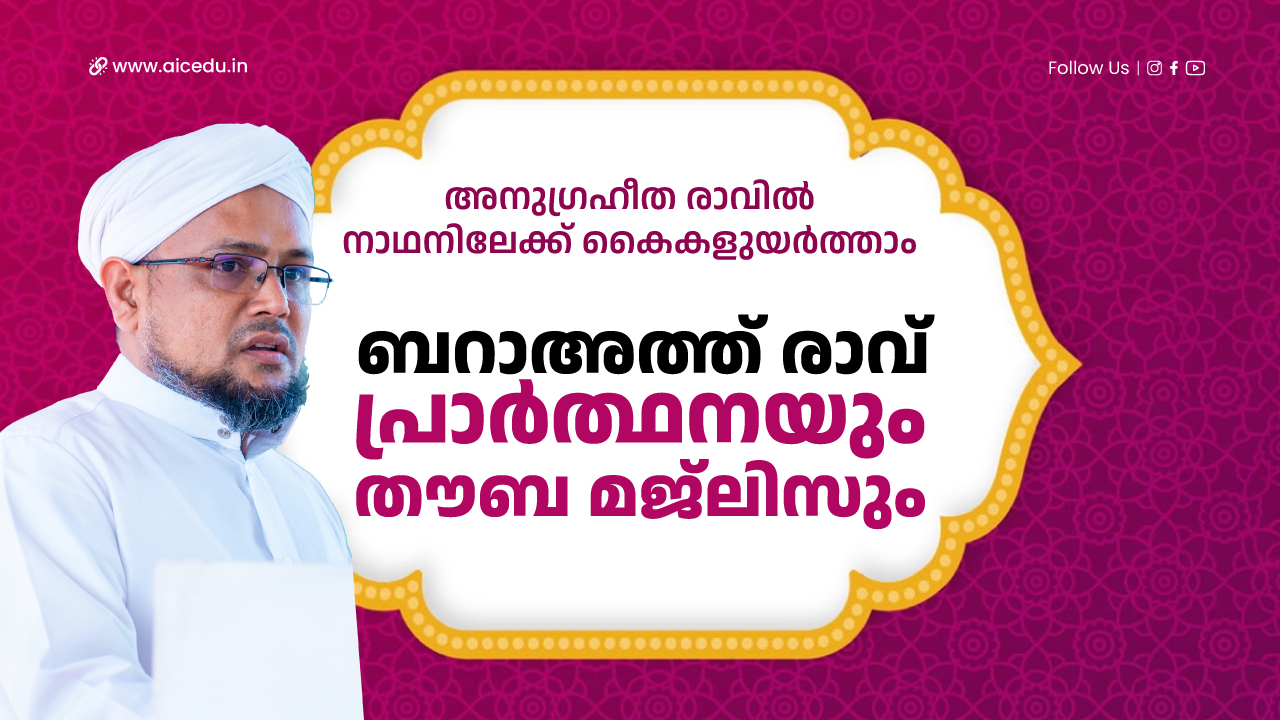 www.aicedu.in
Follow Us |
അനുഗ്രഹീത രാവിൽ
നാഥനിലേക്ക് കൈകളുയർത്താം
ബറാഅത്ത് രാവ്
പ്രാർത്ഥനയും
തൗബ മജ്ലിസും